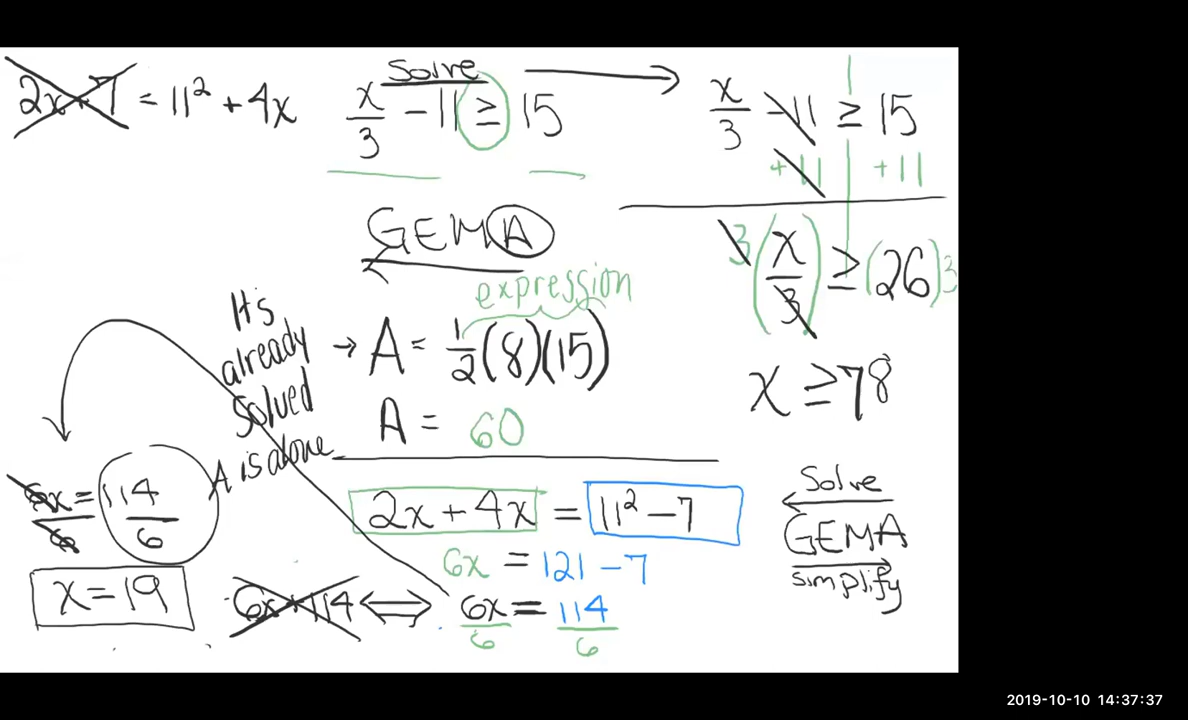 2x - 7 = 11² + 4x
Solve
x/3 - 11 ≥ 15
x/3 - 11 ≥ 15
+11 +11
3(x/3) ≥ (26)3
x ≥ 78
GEMA
expression
→ A = 1/2(8)(15)
A = 60
It's
already
solved
A is alone
2x + 4x = 11² - 7
6x = 121 - 7
6x = 114
6 6
6x + 114 ⇔
6x/6 = 114/6
x = 19
Solve
GEMA
simplify
2019-10-10 14:37:37